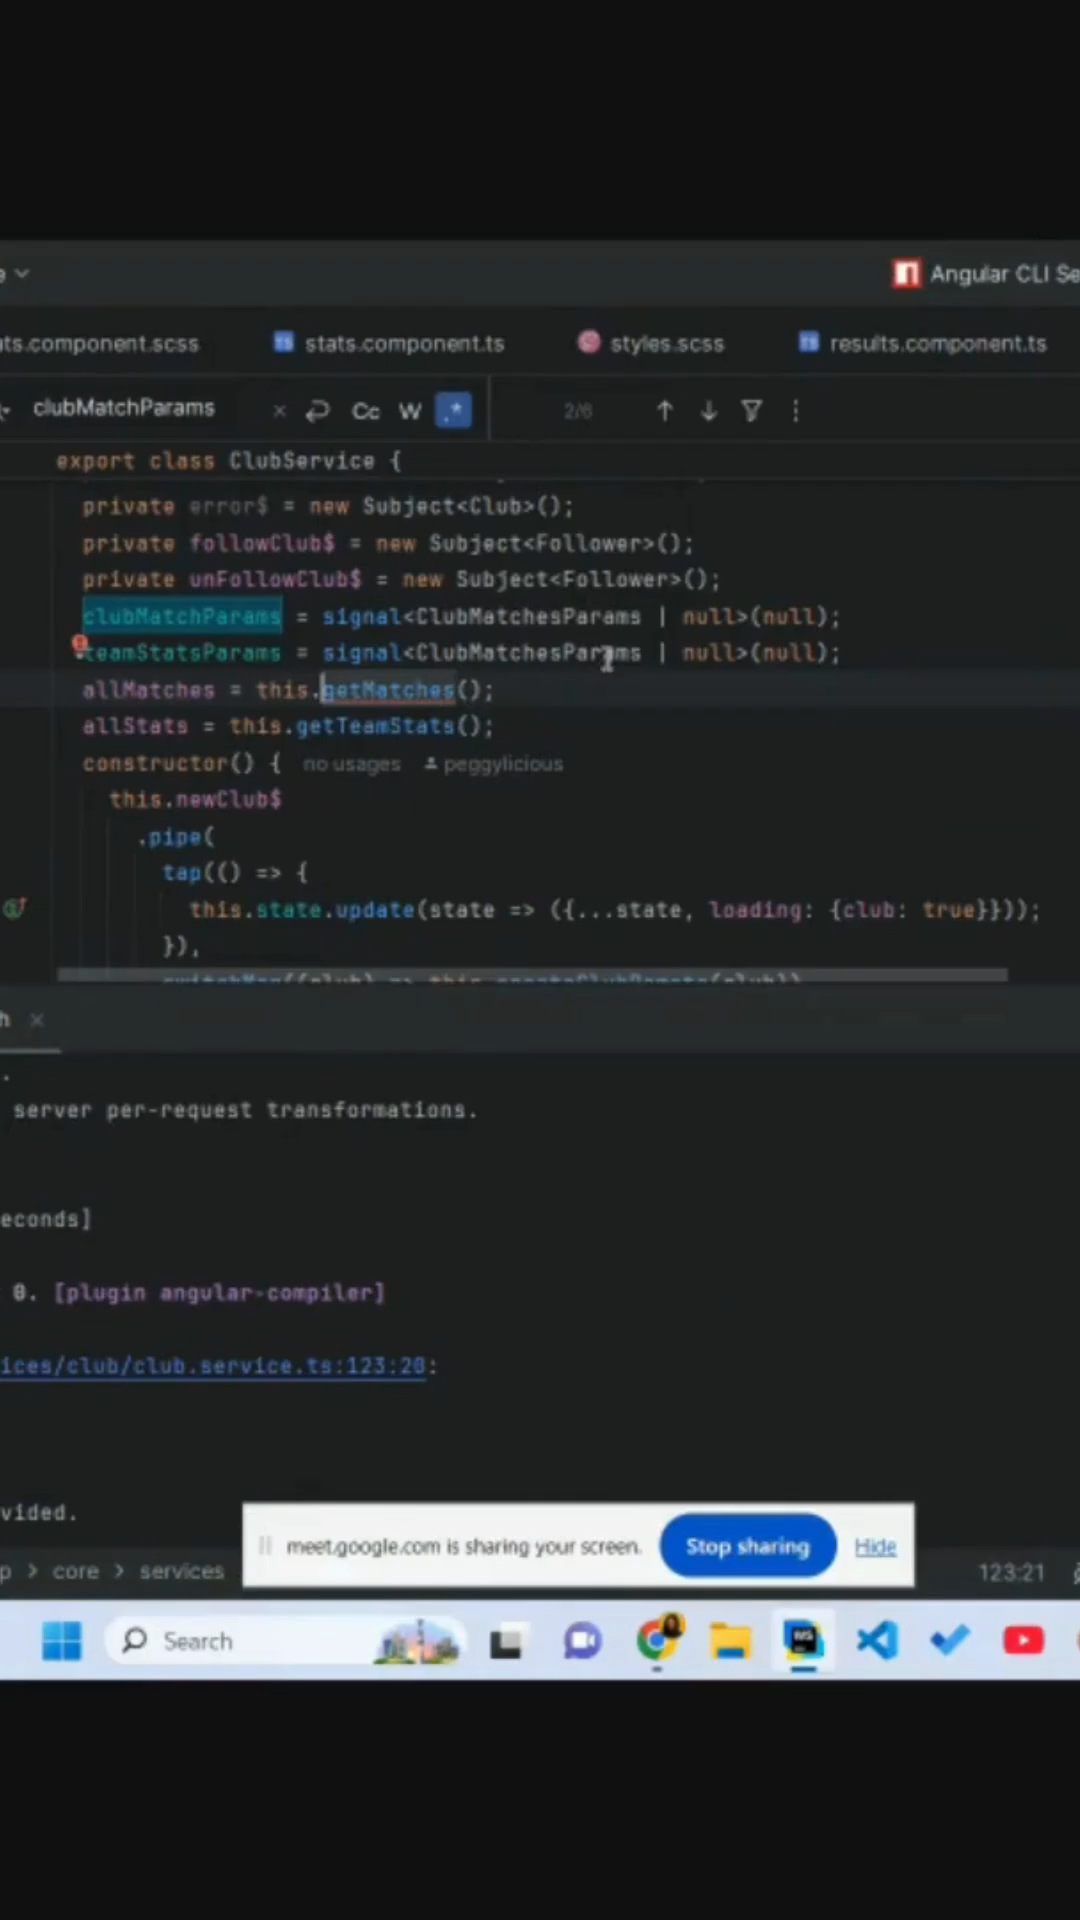 Angular CLI Se
ts.component.scss stats.component.ts styles.scss results.component.ts
clubMatchParams × Cc W .* 2/6
export class ClubService {
private error$ = new Subject<Club>();
private followClub$ = new Subject<Follower>();
private unFollowClub$ = new Subject<Follower>();
clubMatchParams = signal<ClubMatchesParams | null>(null);
teamStatsParams = signal<ClubMatchesParams | null>(null);
allMatches = this.getMatches();
allStats = this.getTeamStats();
constructor() { no usages peggylicious
this.newClub$
.pipe(
tap(() => {
this.state.update(state => ({...state, loading: {club: true}}));
}),
h ×
.
server per-request transformations.
econds]
0. [plugin angular-compiler]
ices/club/club.service.ts:123:20:
vided.
meet.google.com is sharing your screen. Stop sharing Hide
p > core > services 123:21
Search